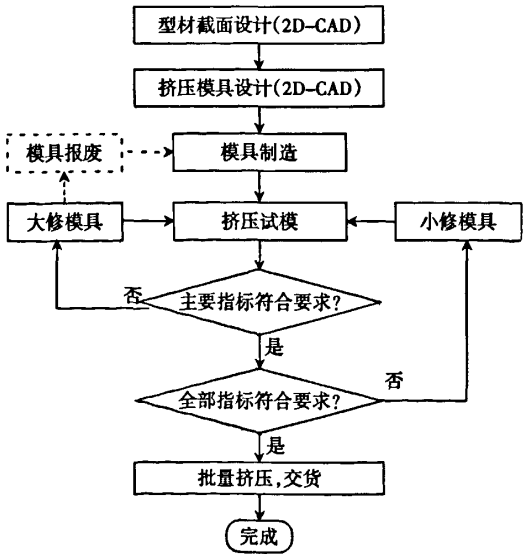 型材截面设计(2D-CAD)
挤压模具设计(2D-CAD)
模具报废
模具制造
大修模具
挤压试模
小修模具
否
主要指标符合要求?
是
否
全部指标符合要求?
是
批量挤压,交货
完成